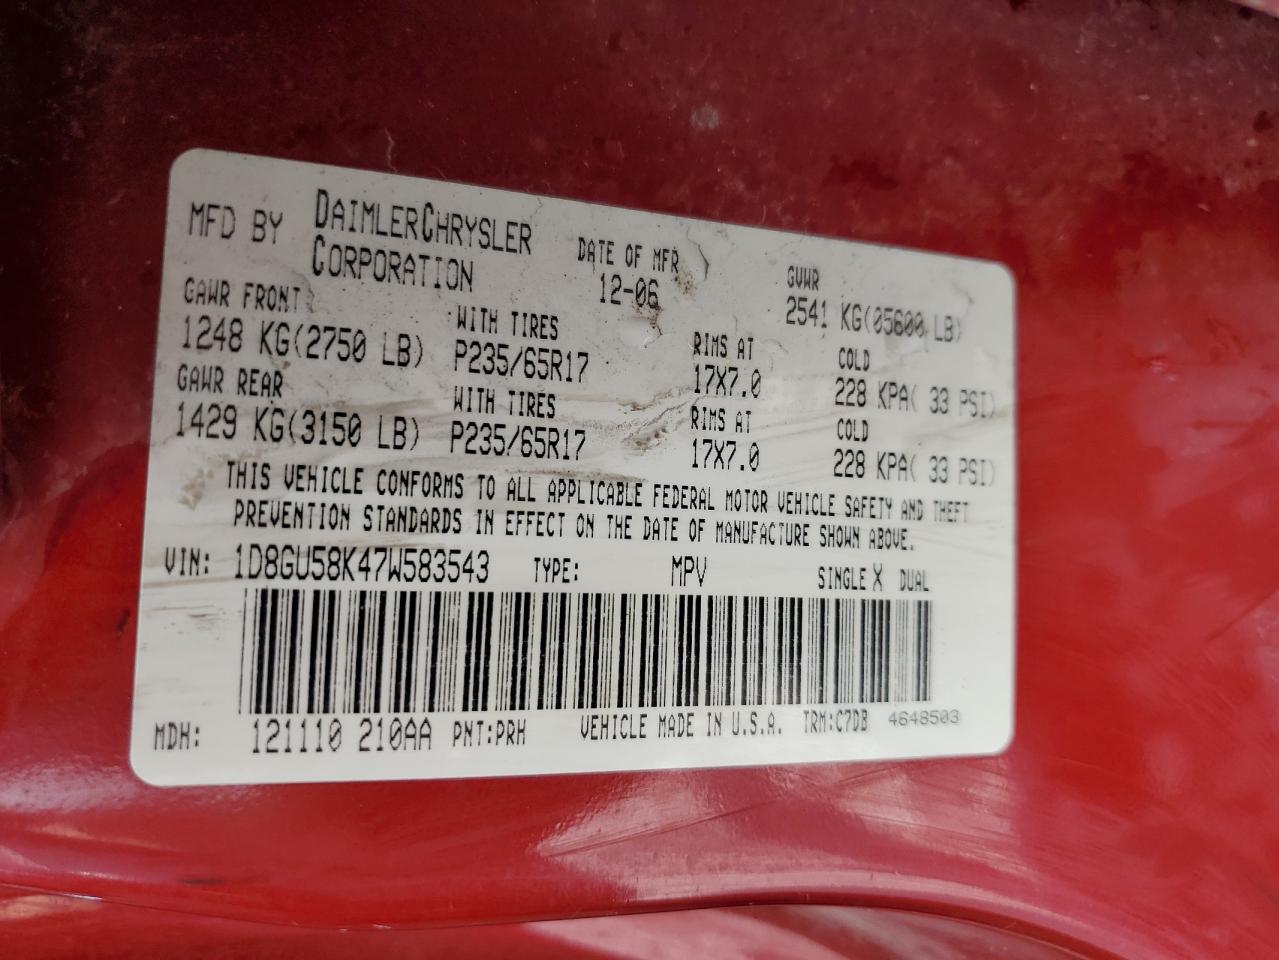 MFD BY DAIMLERCHRYSLER CORPORATION DATE OF MFR 12-06 GVWR 2541 KG(05600 LB)
GAWR FRONT WITH TIRES RIMS AT COLD
1248 KG(2750 LB) P235/65R17 17X7.0 228 KPA( 33 PSI)
GAWR REAR WITH TIRES RIMS AT COLD
1429 KG(3150 LB) P235/65R17 17X7.0 228 KPA( 33 PSI)
THIS VEHICLE CONFORMS TO ALL APPLICABLE FEDERAL MOTOR VEHICLE SAFETY AND THEFT
PREVENTION STANDARDS IN EFFECT ON THE DATE OF MANUFACTURE SHOWN ABOVE.
VIN: 1D8GU58K47W583543 TYPE: MPV SINGLE X DUAL
MDH: 121110 210AA PNT:PRH VEHICLE MADE IN U.S.A. TRM:C7DB 4648503